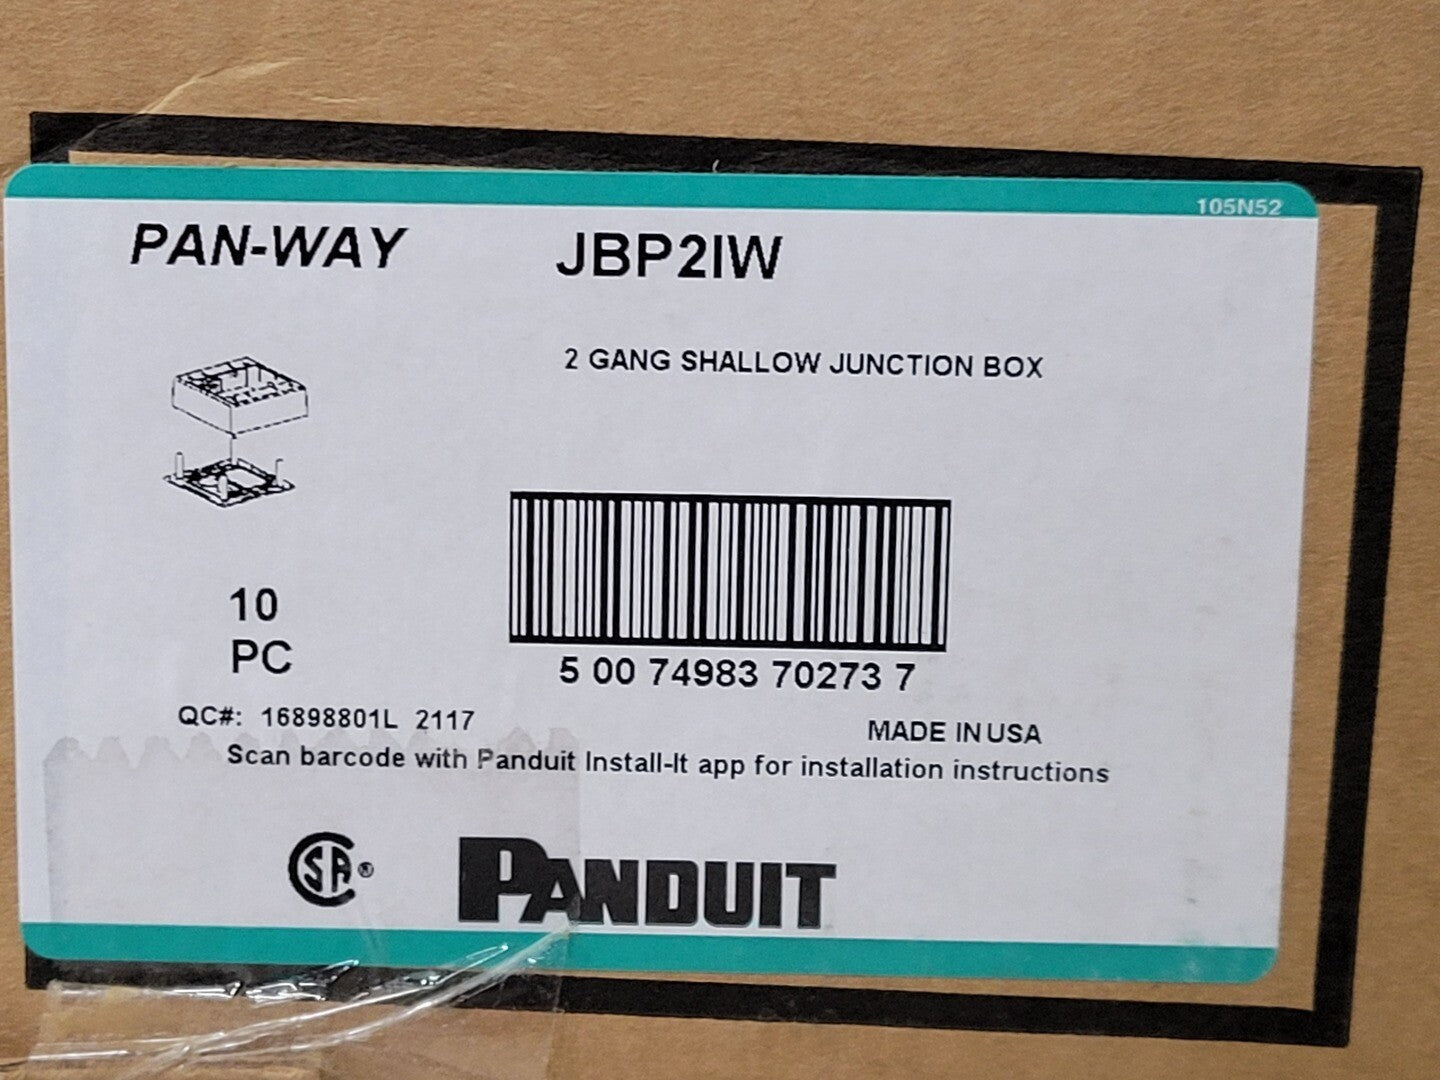 105N52
PAN-WAY
JBP2IW
2 GANG SHALLOW JUNCTION BOX
10
PC
5 00 74983 70273 7
QC#: 16898801L 2117
MADE IN USA
Scan barcode with Panduit Install-It app for installation instructions
SA®
PANDUIT